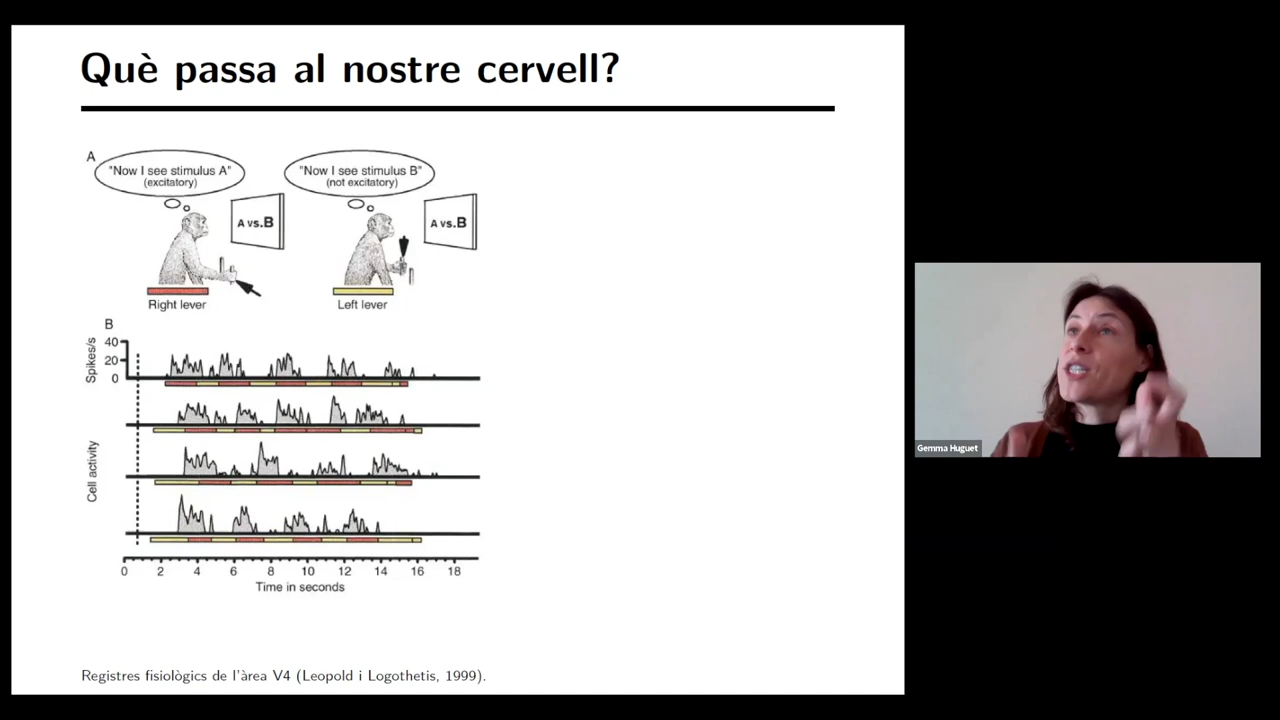 Què passa al nostre cervell?
A
"Now I see stimulus A"
(excitatory)
"Now I see stimulus B"
(not excitatory)
A vs.B
A vs.B
Right lever
Left lever
B
Spikes/s
40
20
0
Cell activity
0 2 4 6 8 10 12 14 16 18
Time in seconds
Registres fisiològics de l'àrea V4 (Leopold i Logothetis, 1999).
Gemma Huguet